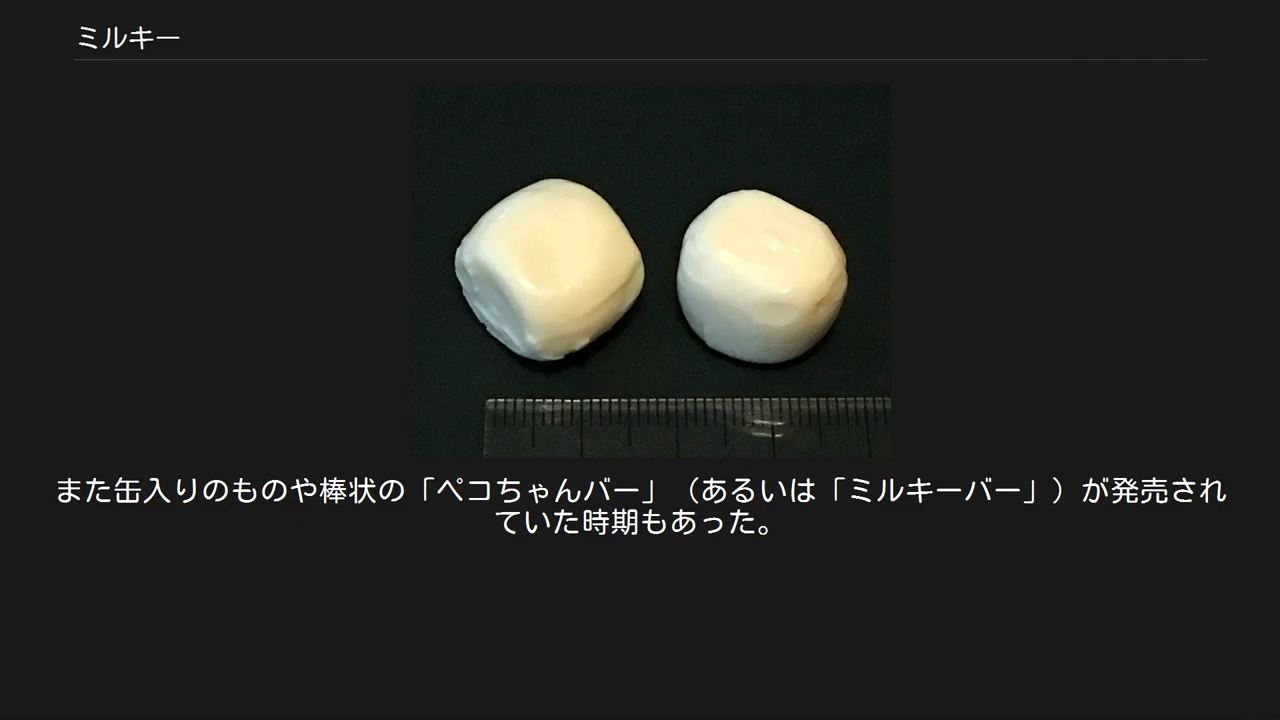 ミルキー
また缶入りのものや棒状の「ペコちゃんバー」（あるいは「ミルキーバー」）が発売され
ていた時期もあった。